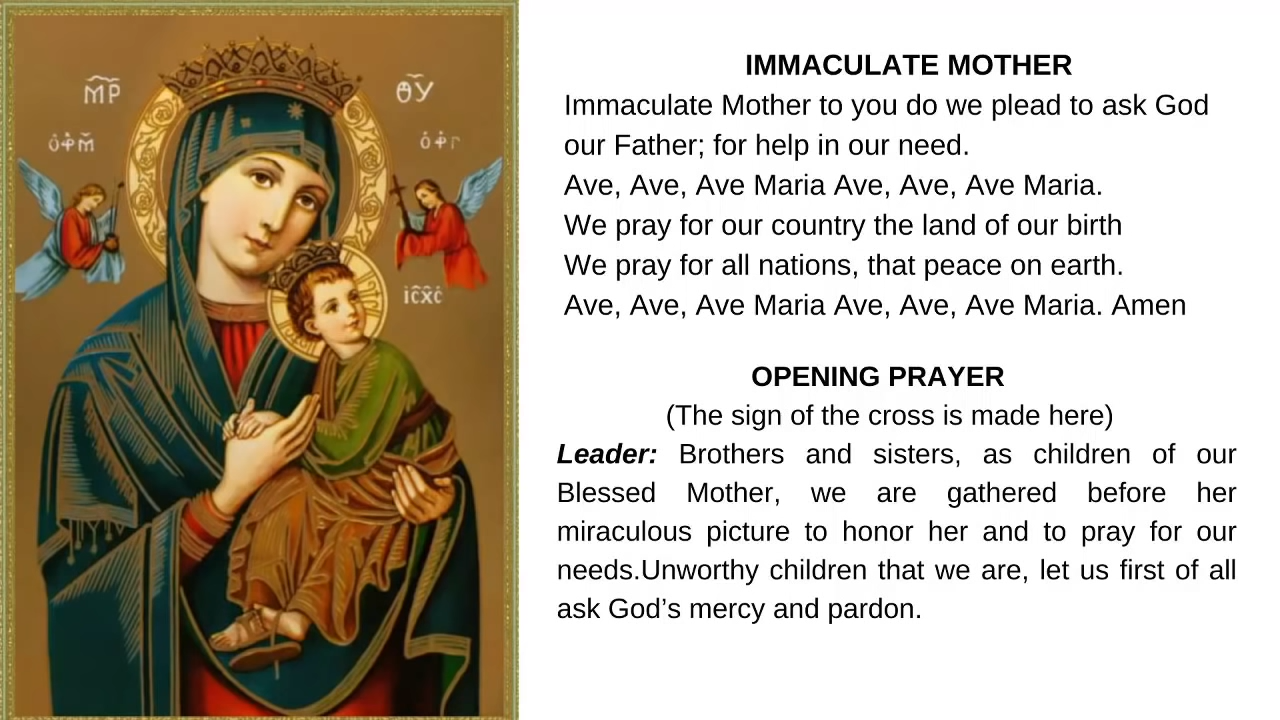 ΜΡ
ΘΥ
IMMACULATE MOTHER
Immaculate Mother to you do we plead to ask God
our Father; for help in our need.
Ave, Ave, Ave Maria Ave, Ave, Ave Maria.
We pray for our country the land of our birth
We pray for all nations, that peace on earth.
Ave, Ave, Ave Maria Ave, Ave, Ave Maria. Amen
OPENING PRAYER
(The sign of the cross is made here)
Leader: Brothers and sisters, as children of our
Blessed Mother, we are gathered before her
miraculous picture to honor her and to pray for our
needs.Unworthy children that we are, let us first of all
ask God’s mercy and pardon.